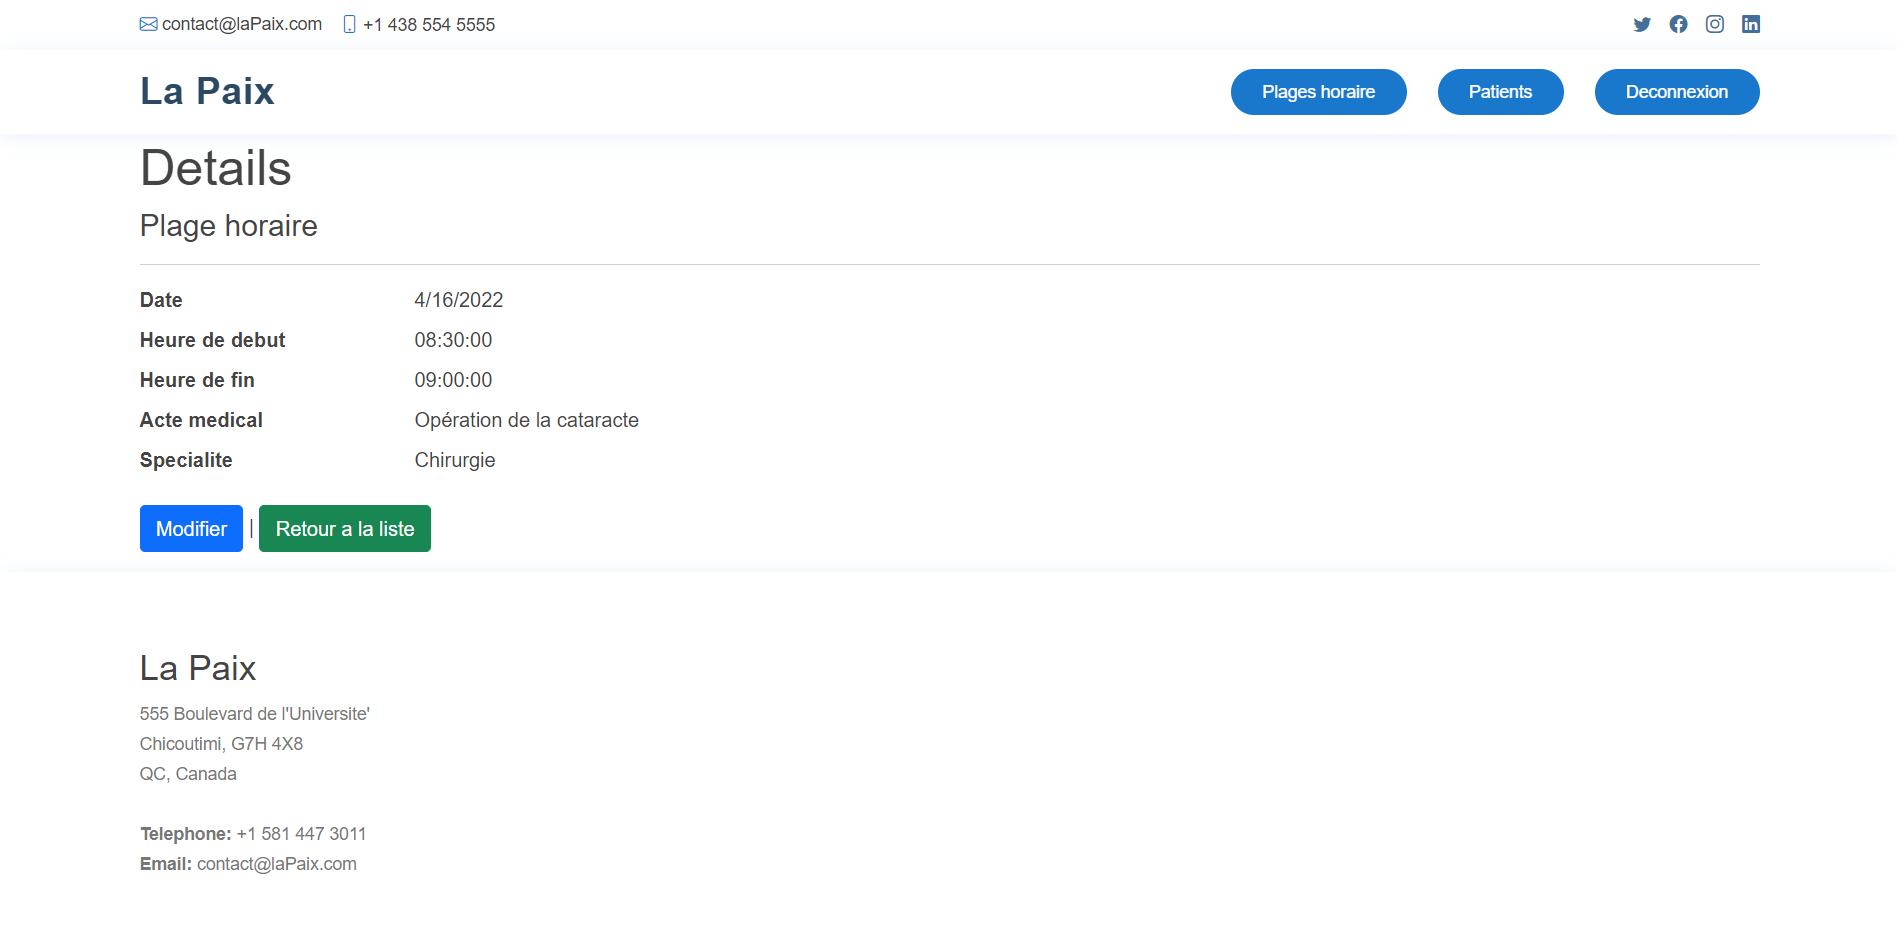 contact@laPaix.com +1 438 554 5555
La Paix Plages horaire Patients Deconnexion
Details
Plage horaire
Date 4/16/2022
Heure de debut 08:30:00
Heure de fin 09:00:00
Acte medical Opération de la cataracte
Specialite Chirurgie
Modifier | Retour a la liste
La Paix
555 Boulevard de l'Universite'
Chicoutimi, G7H 4X8
QC, Canada
Telephone: +1 581 447 3011
Email: contact@laPaix.com